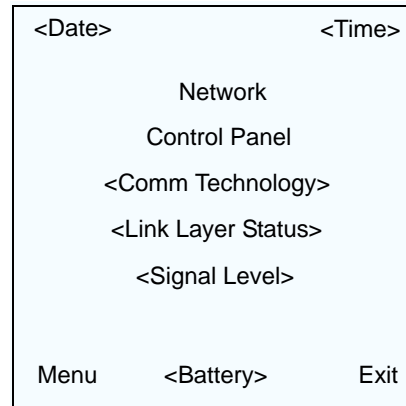 <Date> <Time>
Network
Control Panel
<Comm Technology>
<Link Layer Status>
<Signal Level>
Menu <Battery> Exit